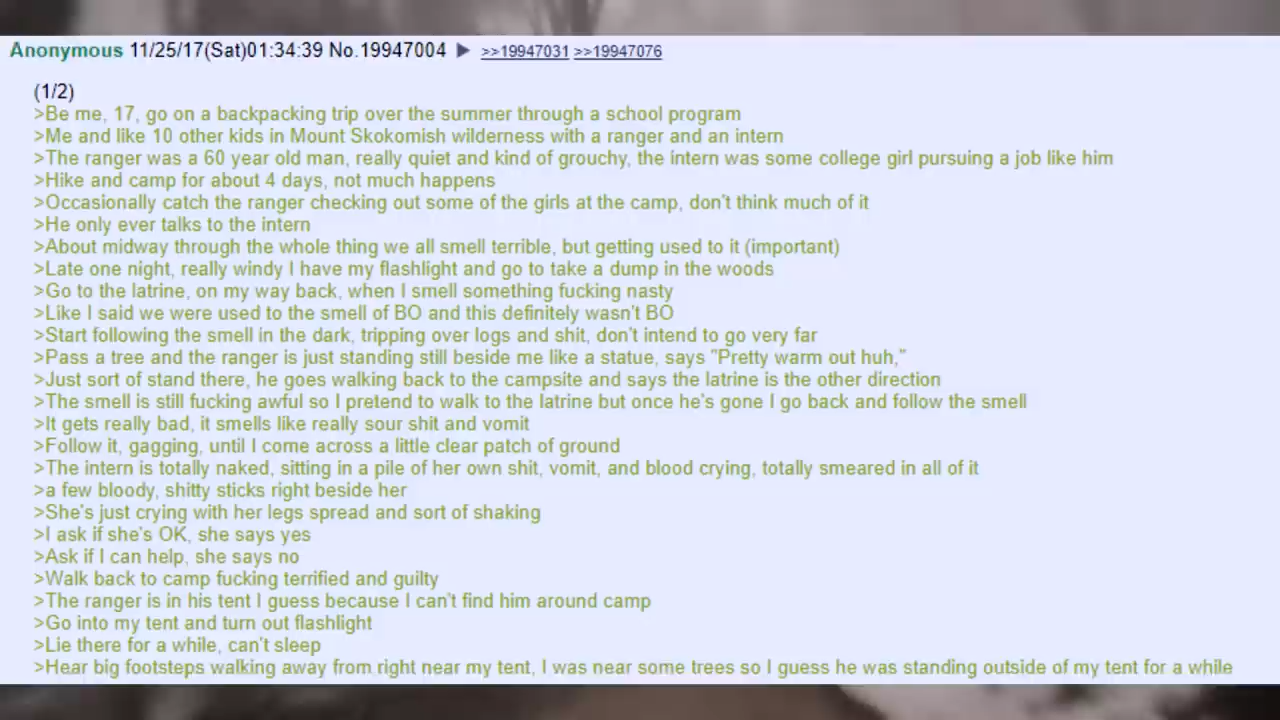 Anonymous 11/25/17(Sat)01:34:39 No.19947004 ▶ >>19947031 >>19947076
(1/2)
>Be me, 17, go on a backpacking trip over the summer through a school program
>Me and like 10 other kids in Mount Skokomish wilderness with a ranger and an intern
>The ranger was a 60 year old man, really quiet and kind of grouchy, the intern was some college girl pursuing a job like him
>Hike and camp for about 4 days, not much happens
>Occasionally catch the ranger checking out some of the girls at the camp, don't think much of it
>He only ever talks to the intern
>About midway through the whole thing we all smell terrible, but getting used to it (important)
>Late one night, really windy I have my flashlight and go to take a dump in the woods
>Go to the latrine, on my way back, when I smell something fucking nasty
>Like I said we were used to the smell of BO and this definitely wasn't BO
>Start following the smell in the dark, tripping over logs and shit, don't intend to go very far
>Pass a tree and the ranger is just standing still beside me like a statue, says "Pretty warm out huh,"
>Just sort of stand there, he goes walking back to the campsite and says the latrine is the other direction
>The smell is still fucking awful so I pretend to walk to the latrine but once he's gone I go back and follow the smell
>It gets really bad, it smells like really sour shit and vomit
>Follow it, gagging, until I come across a little clear patch of ground
>The intern is totally naked, sitting in a pile of her own shit, vomit, and blood crying, totally smeared in all of it
>a few bloody, shitty sticks right beside her
>She's just crying with her legs spread and sort of shaking
>I ask if she's OK, she says yes
>Ask if I can help, she says no
>Walk back to camp fucking terrified and guilty
>The ranger is in his tent I guess because I can't find him around camp
>Go into my tent and turn out flashlight
>Lie there for a while, can't sleep
>Hear big footsteps walking away from right near my tent, I was near some trees so I guess he was standing outside of my tent for a while